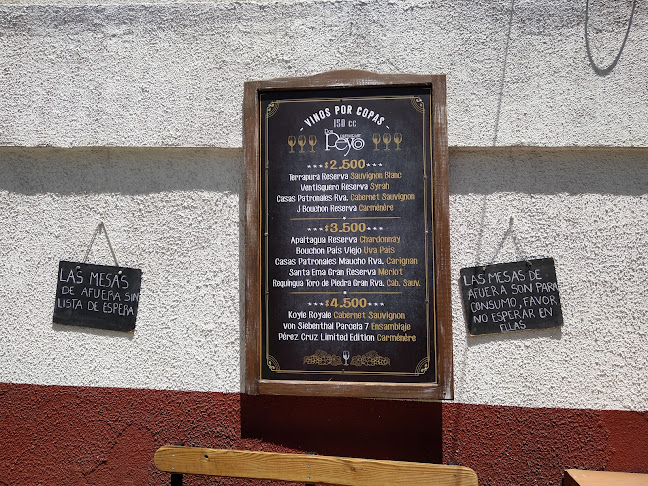 LAS MESAS
DE AFUERA SIN
LISTA DE ESPERA
- VINOS POR COPAS -
150 cc
Don
Peyo
$2.500
Terrapura Reserva Sauvignon Blanc
Ventisquero Reserva Syrah
Casas Patronales Rva. Cabernet Sauvignon
J Bouchon Reserva Carménère
$3.500
Apaltagua Reserva Chardonnay
Bouchon País Viejo Uva País
Casas Patronales Maucho Rva. Carignan
Santa Ema Gran Reserva Merlot
Requingua Toro de Piedra Gran Rva. Cab. Sauv.
$4.500
Koyle Royale Cabernet Sauvignon
von Siebenthal Parcela 7 Ensamblaje
Pérez Cruz Limited Edition Carménère
LAS MESAS DE
AFUERA SON PARA
CONSUMO, FAVOR
NO ESPERAR EN
ELLAS